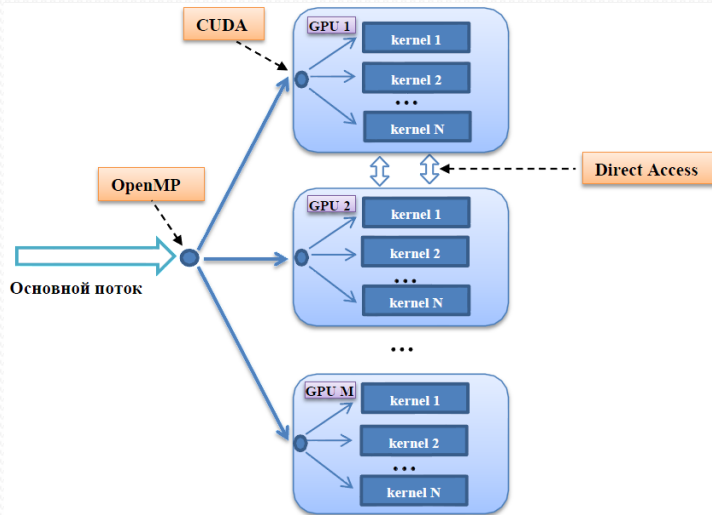 CUDA
GPU 1
kernel 1
kernel 2
...
kernel N
Direct Access
OpenMP
GPU 2
kernel 1
kernel 2
...
kernel N
Основной поток
...
GPU M
kernel 1
kernel 2
...
kernel N